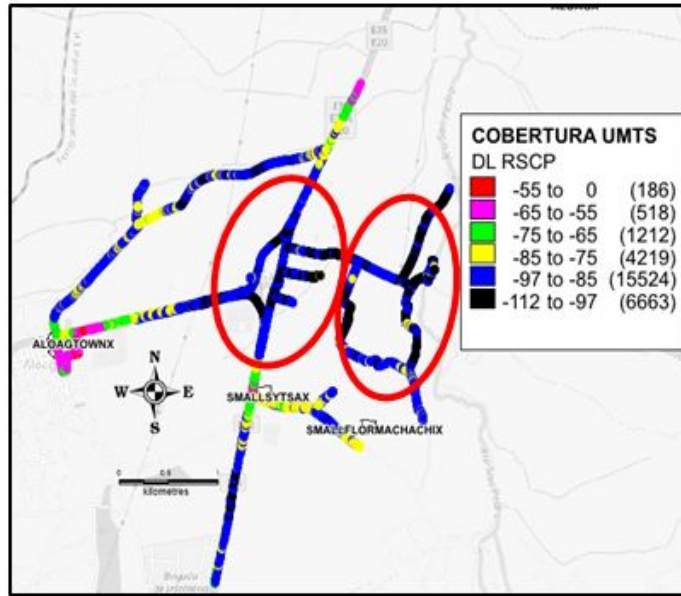 E35
E20
COBERTURA UMTS
DL RSCP
-55 to 0 (186)
-65 to -55 (518)
-75 to -65 (1212)
-85 to -75 (4219)
-97 to -85 (15524)
-112 to -97 (6663)
ALOAGTOWNX
N
W E
S
SMALLSYTSAX
SMALLFLORMACHACHIX
0 0.5 1
kilometres